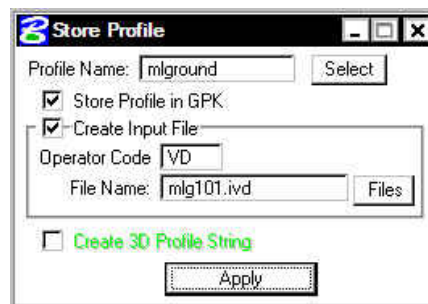 Store Profile
Profile Name: mlground Select
Store Profile in GPK
Create Input File
Operator Code VD
File Name: mlg101.ivd Files
Create 3D Profile String
Apply